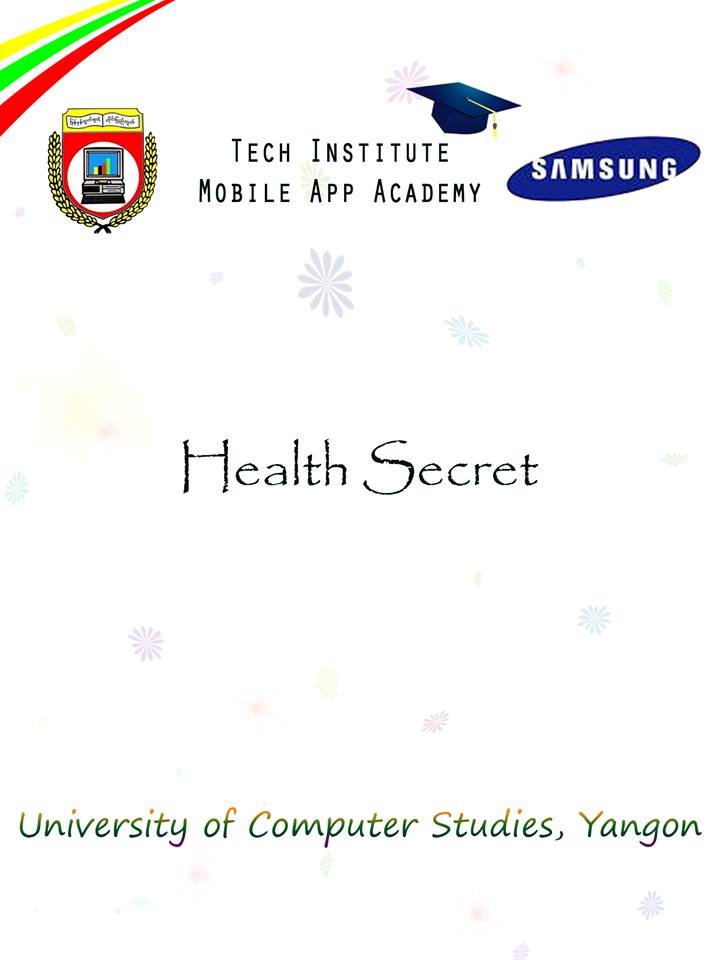 Tech Institute
Mobile App Academy
SAMSUNG
Health Secret
University of Computer Studies, Yangon